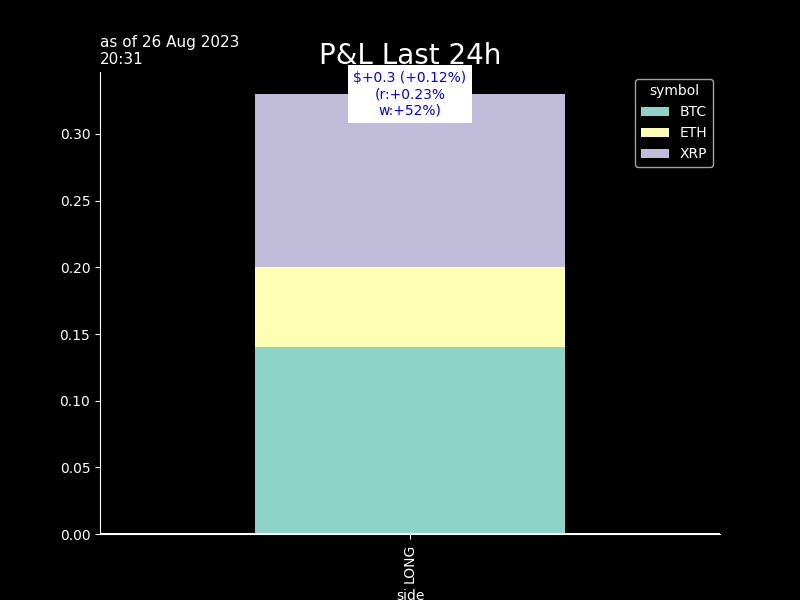 as of 26 Aug 2023
20:31
P&L Last 24h
$+0.3 (+0.12%)
(r:+0.23%
w:+52%)
symbol
BTC
ETH
XRP
0.30
0.25
0.20
0.15
0.10
0.05
0.00
LONG
side